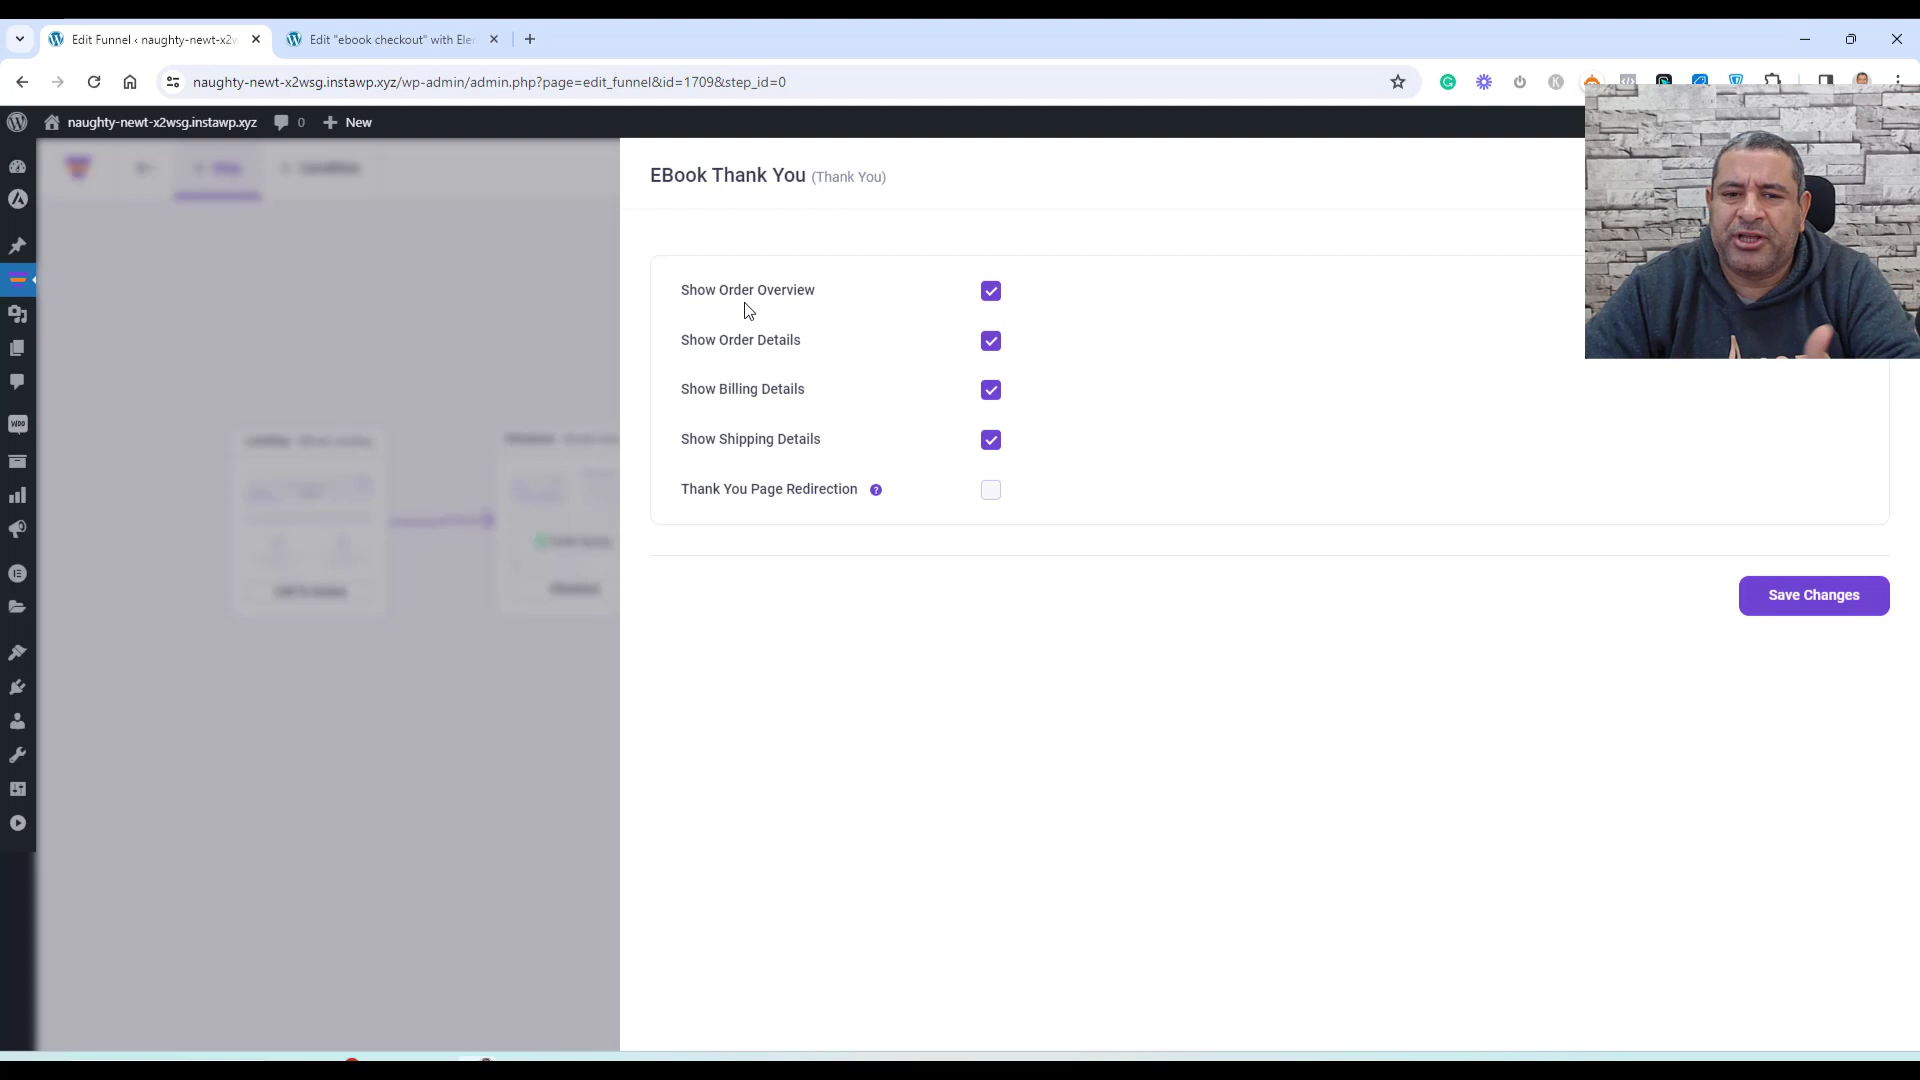 Edit Funnel ‹ naughty-newt-x2w
Edit "ebook checkout" with Ele
naughty-newt-x2wsg.instawp.xyz/wp-admin/admin.php?page=edit_funnel&id=1709&step_id=0
naughty-newt-x2wsg.instawp.xyz
0
New
EBook Thank You (Thank You)
Show Order Overview
Show Order Details
Show Billing Details
Show Shipping Details
Thank You Page Redirection ?
Save Changes